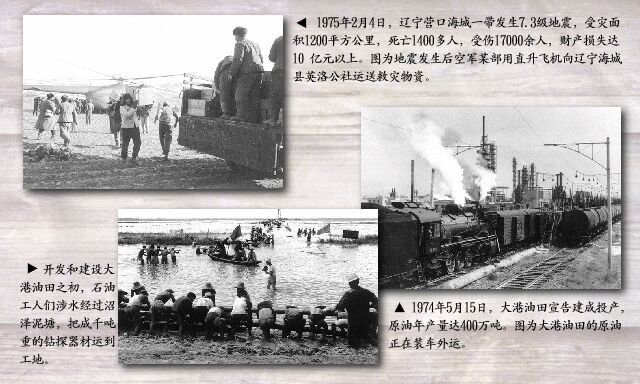 ◀ 1975年2月4日，辽宁营口海城一带发生7.3级地震，受灾面
积1200平方公里，死亡1400多人，受伤17000余人，财产损失达
10 亿元以上。图为地震发生后空军某部用直升飞机向辽宁海城
县英洛公社运送救灾物资。
▶ 开发和建设大
港油田之初，石油
工人们涉水经过沼
泽泥塘，把成千吨
重的钻探器材运到
工地。
▲ 1974年5月15日，大港油田宣告建成投产，
原油年产量达400万吨。图为大港油田的原油
正在装车外运。